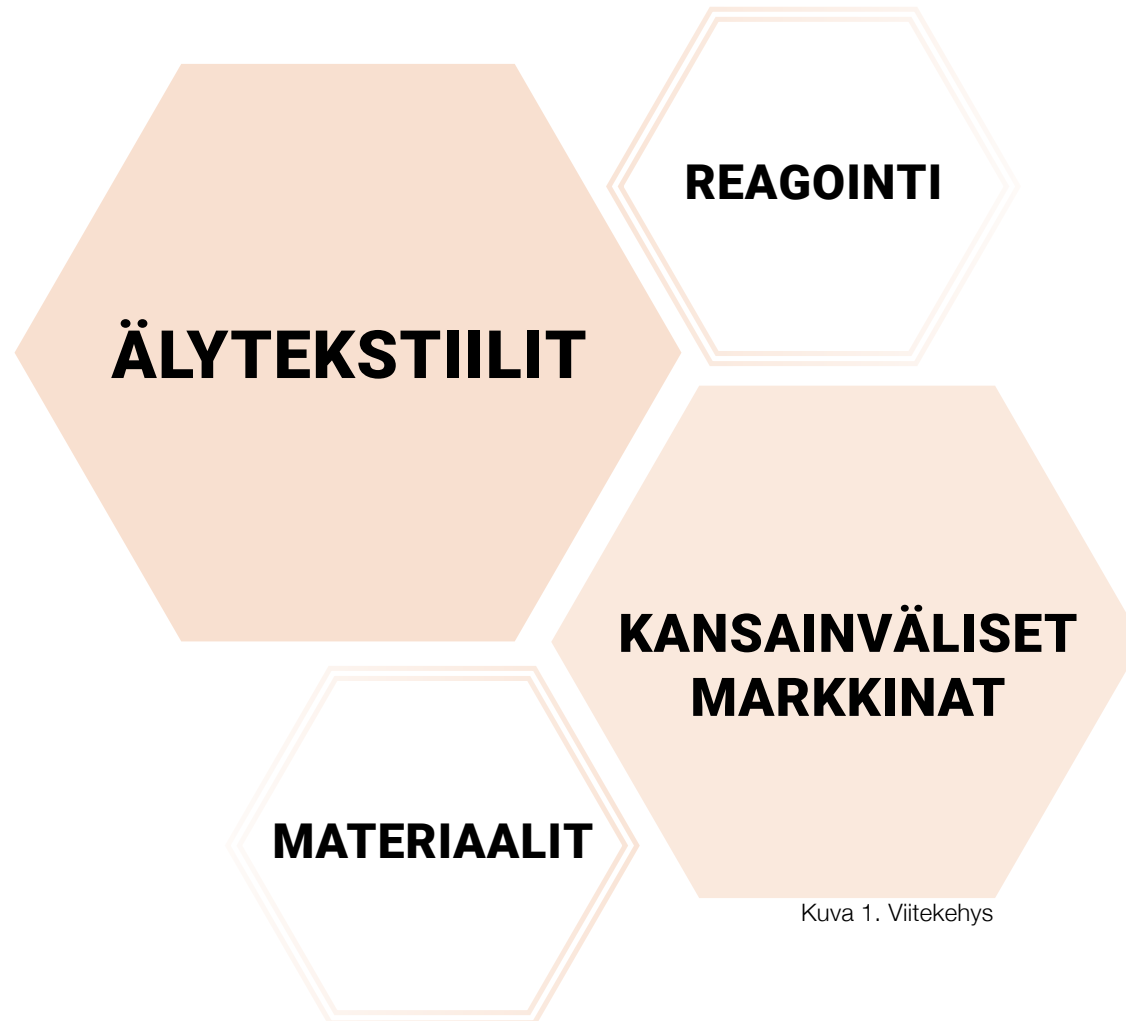 REAGOINTI
ÄLYTEKSTIILIT
KANSAINVÄLISET
MARKKINAT
MATERIAALIT
Kuva 1. Viitekehys